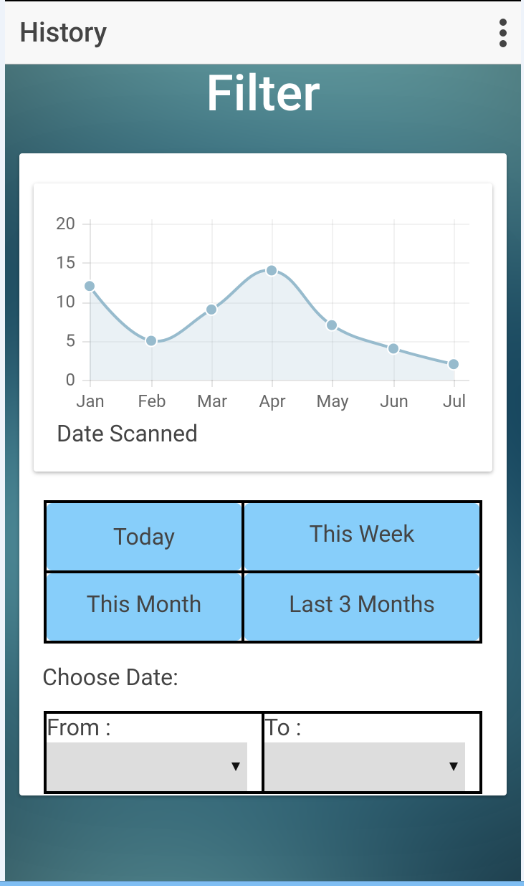 History
Filter
20
15
10
5
0
Jan Feb Mar Apr May Jun Jul
Date Scanned
Today This Week
This Month Last 3 Months
Choose Date:
From : To :